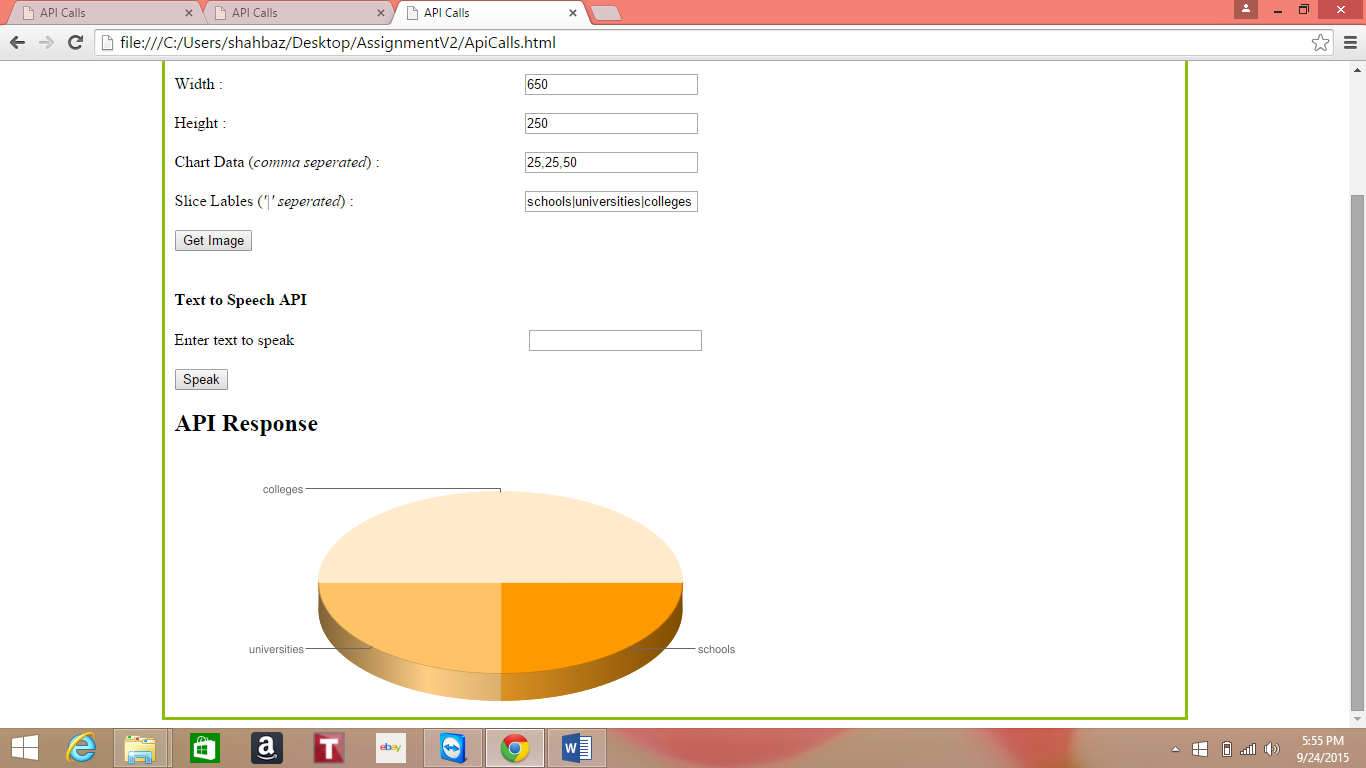 API Calls API Calls API Calls
file:///C:/Users/shahbaz/Desktop/AssignmentV2/ApiCalls.html
Width : 650
Height : 250
Chart Data (comma seperated) : 25,25,50
Slice Lables ('|' seperated) : schools|universities|colleges
Get Image
Text to Speech API
Enter text to speak
Speak
API Response
colleges
universities schools
a T ebay W
5:55 PM
9/24/2015